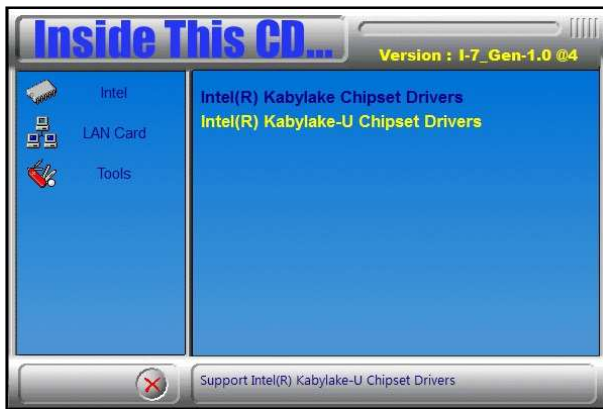 Inside This CD...
Version : I-7_Gen-1.0 @4
Intel
LAN Card
Tools
Intel(R) Kabylake Chipset Drivers
Intel(R) Kabylake-U Chipset Drivers
Support Intel(R) Kabylake-U Chipset Drivers